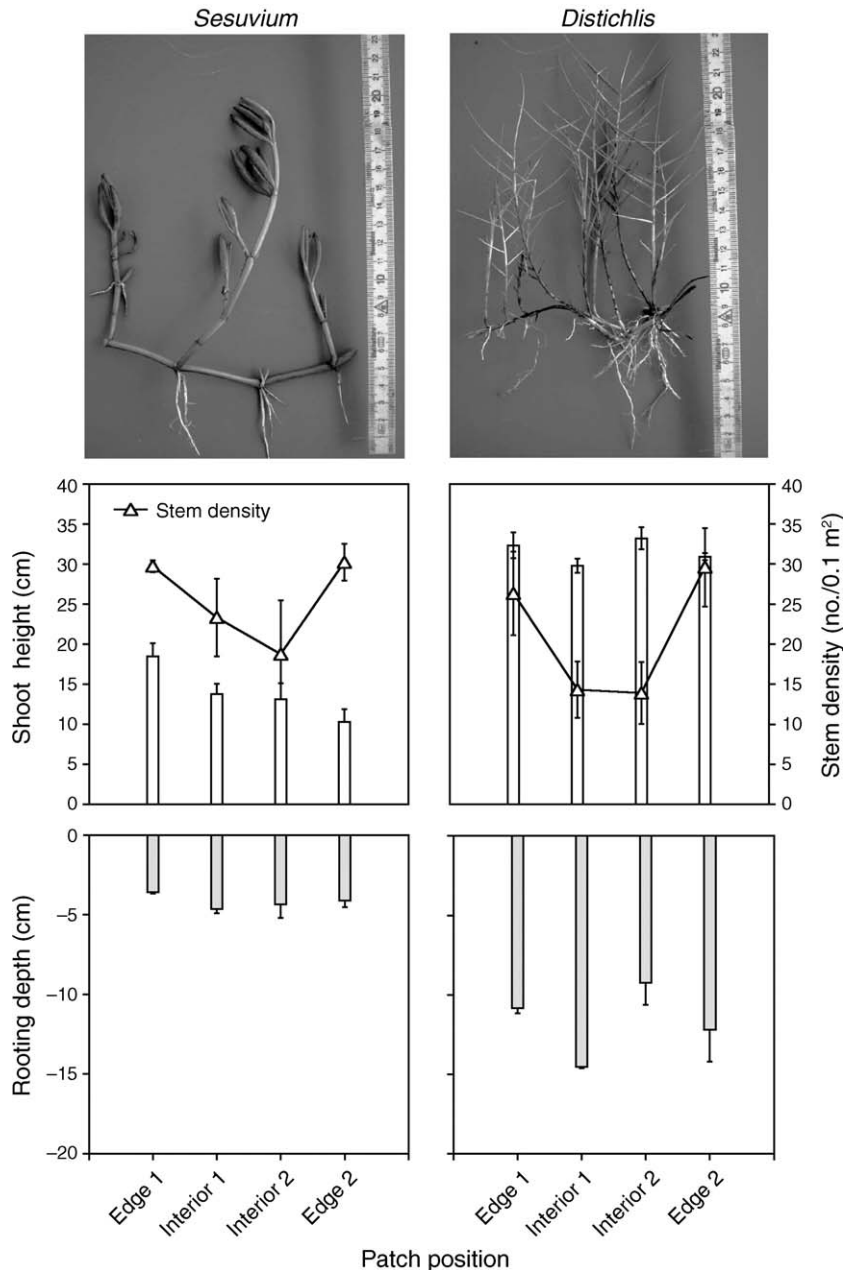 Sesuvium
Distichlis
Stem density
Shoot height (cm)
40
35
30
25
20
15
10
5
0
40
35
30
25
20
15
10
5
0
Stem density (no./0.1 m²)
Rooting depth (cm)
0
−5
−10
−15
−20
Edge 1
Interior 1
Interior 2
Edge 2
Edge 1
Interior 1
Interior 2
Edge 2
Patch position